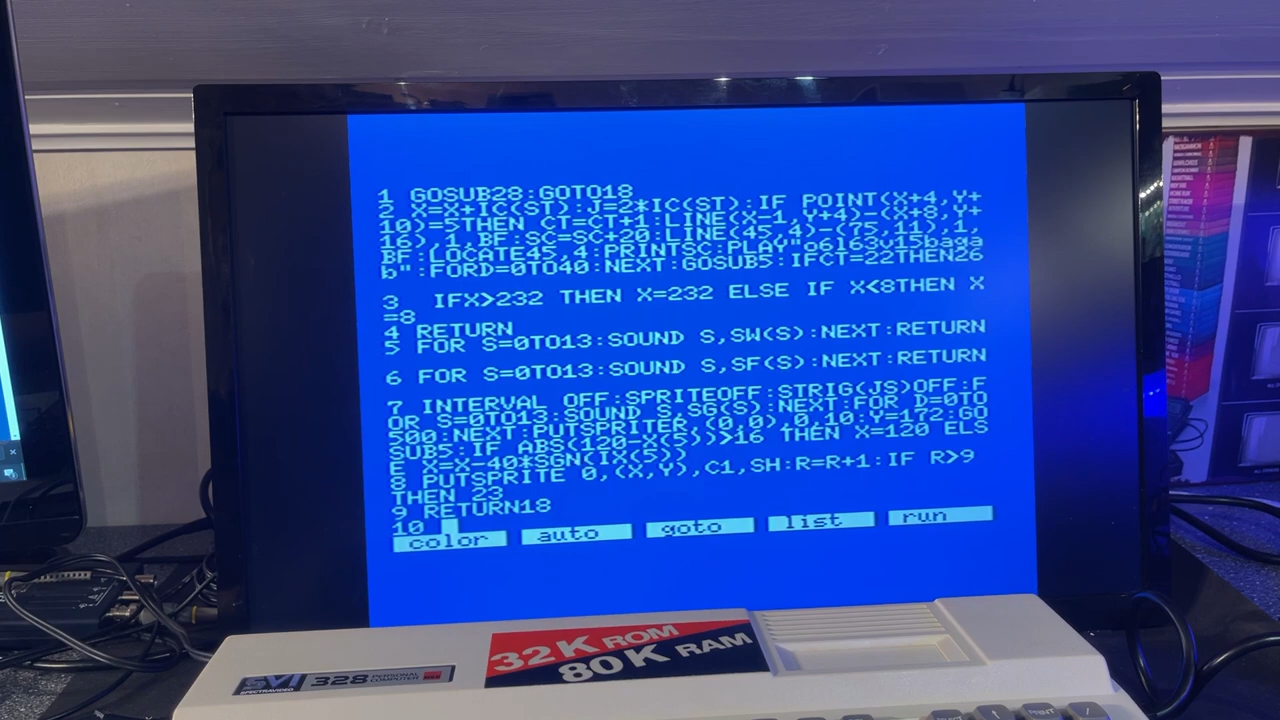 1 GOSUB28:GOTO18
2 X=X+IC(ST):J=2*IC(ST):IF POINT(X+4,Y+
10)=5THEN CT=CT+1:LINE(X-1,Y+4)-(X+8,Y+
16),1,BF:SC=SC+20:LINE(45,4)-(75,11),1,
BF:LOCATE45,4:PRINTSC:PLAY"o6l63v15baga
b":FORD=0TO40:NEXT:GOSUB5:IFCT=22THEN26
3  IFX>232 THEN X=232 ELSE IF X<8THEN X
=8
4 RETURN
5 FOR S=0TO13:SOUND S,SW(S):NEXT:RETURN
6 FOR S=0TO13:SOUND S,SF(S):NEXT:RETURN
7 INTERVAL OFF:SPRITEOFF:STRIG(JS)OFF:F
OR S=0TO13:SOUND S,SG(S):NEXT:FOR D=0TO
500:NEXT:PUTSPRITER,(0,0),0,10:Y=172:GO
SUB5:IF ABS(120-X(5))>16 THEN X=120 ELS
E X=X-40*SGN(IX(5))
8 PUTSPRITE 0,(X,Y),C1,SH:R=R+1:IF R>9
THEN 23
9 RETURN18
10
color auto goto list run
32K ROM
80K RAM
SVI 328 PERSONAL COMPUTER
SPECTRAVIDEO